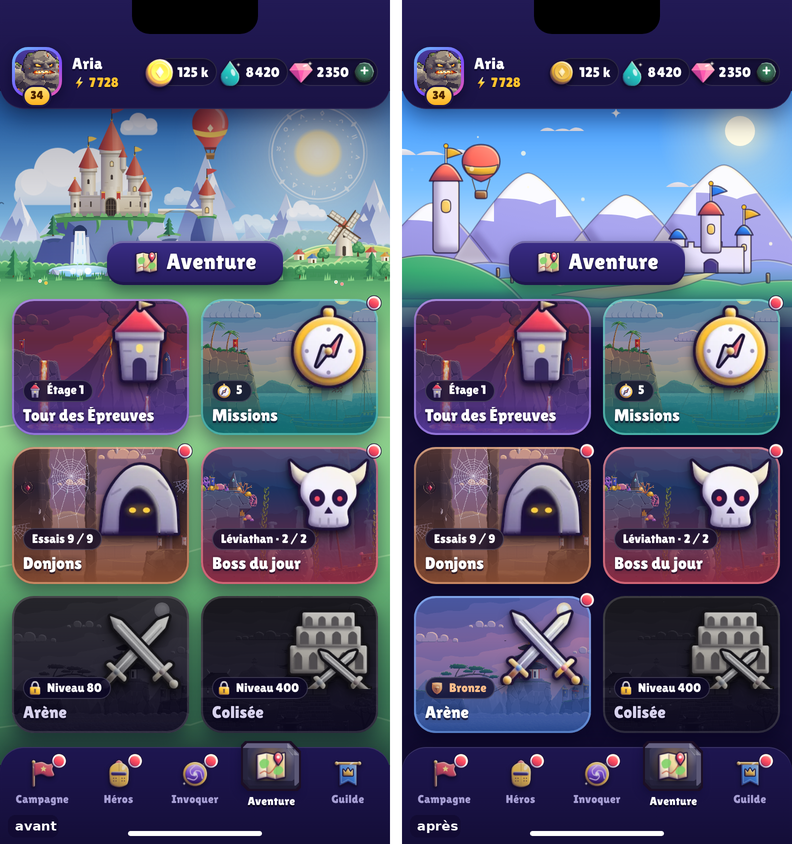 Aria
7728
34
125 k
8420
2350
Aventure
Étage 1
Tour des Épreuves
5
Missions
Essais 9 / 9
Donjons
Léviathan · 2 / 2
Boss du jour
Niveau 80
Arène
Niveau 400
Colisée
Campagne
Héros
Invoquer
Aventure
Guilde
avant
Aria
7728
34
125 k
8420
2350
Aventure
Étage 1
Tour des Épreuves
5
Missions
Essais 9 / 9
Donjons
Léviathan · 2 / 2
Boss du jour
Bronze
Arène
Niveau 400
Colisée
Campagne
Héros
Invoquer
Aventure
Guilde
après